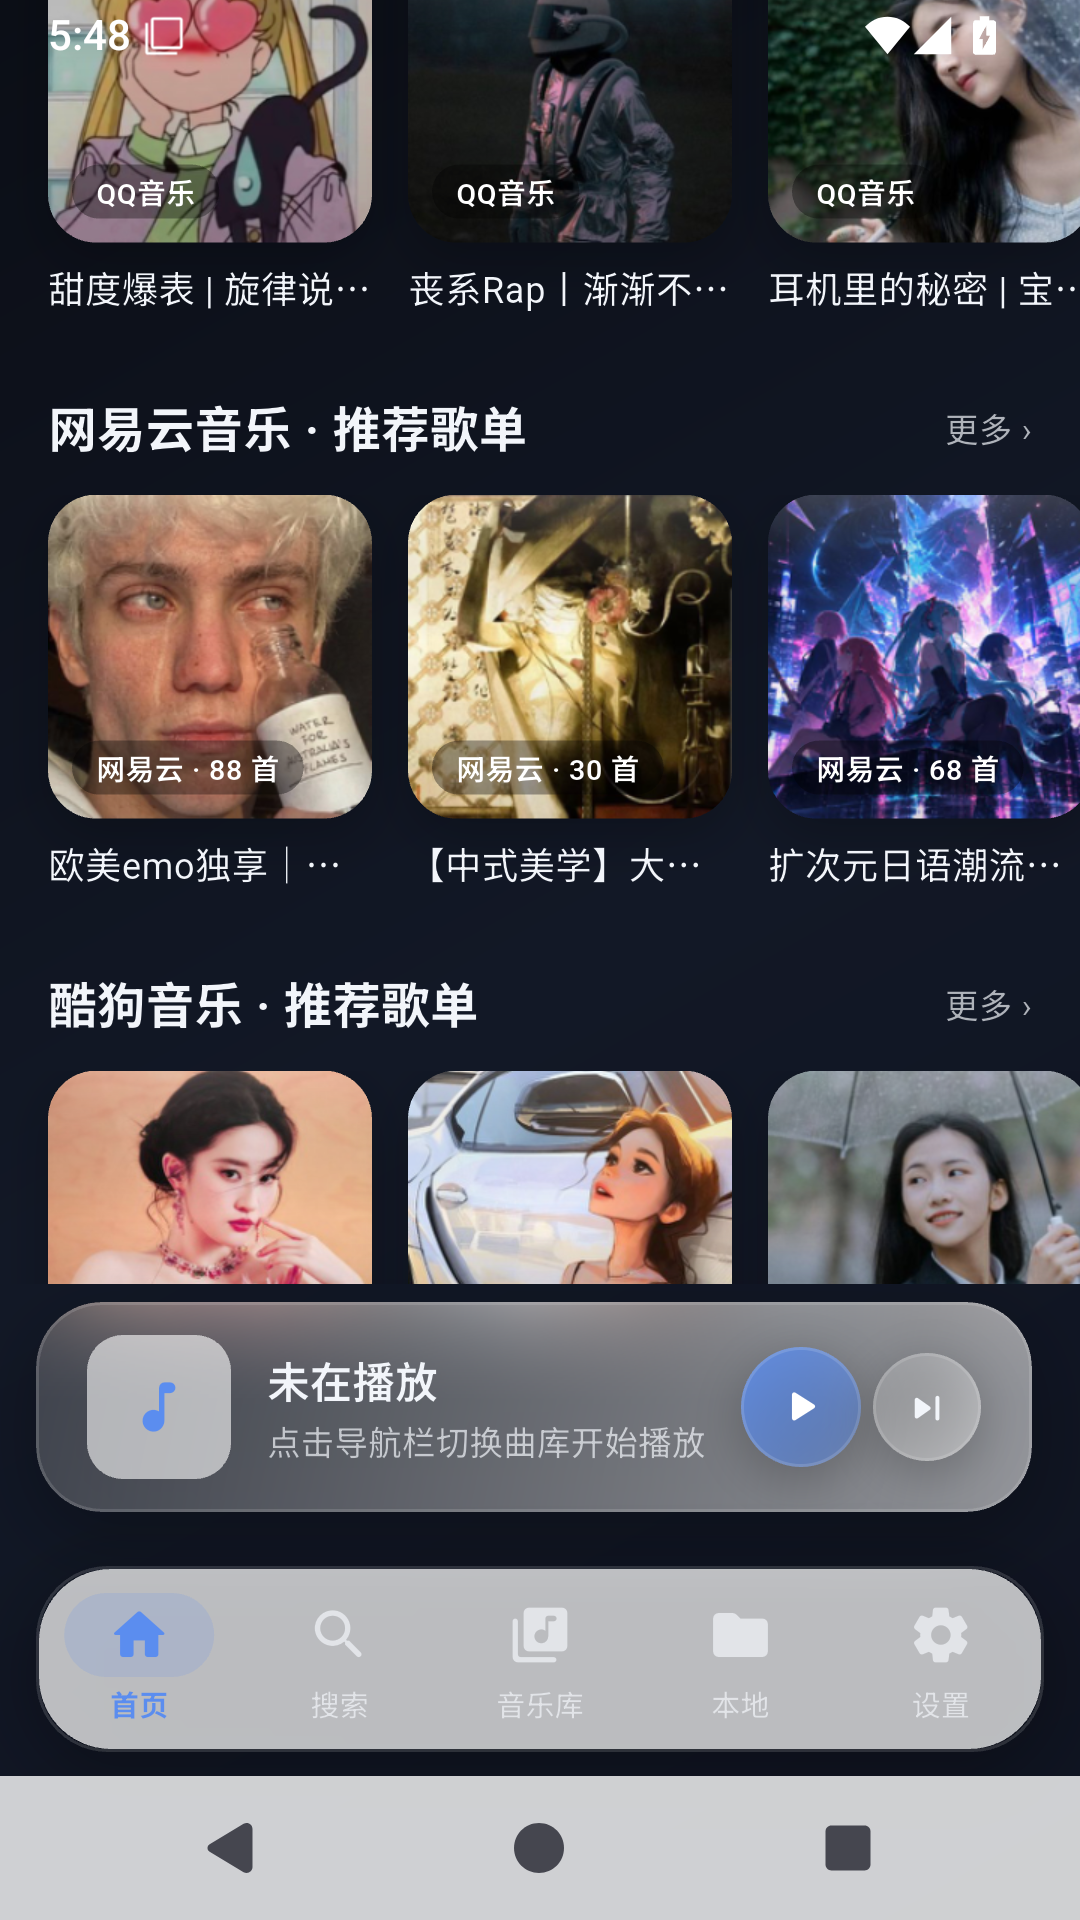 5:48
QQ音乐
QQ音乐
QQ音乐
甜度爆表 | 旋律说…
丧系Rap丨渐渐不…
耳机里的秘密 | 宝…
网易云音乐 · 推荐歌单
更多 ›
WATER
FOR
AUSTRALIA'S
FLAMES
网易云 · 88 首
网易云 · 30 首
网易云 · 68 首
欧美emo独享｜…
【中式美学】大…
扩次元日语潮流…
酷狗音乐 · 推荐歌单
更多 ›
未在播放
点击导航栏切换曲库开始播放
首页
搜索
音乐库
本地
设置